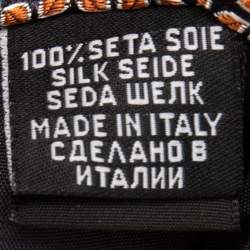 100% SETA SOIE
SILK SEIDE
SEDA ШЕЛК
MADE IN ITALY
СДЕЛАНО В
ИТАЛИИ